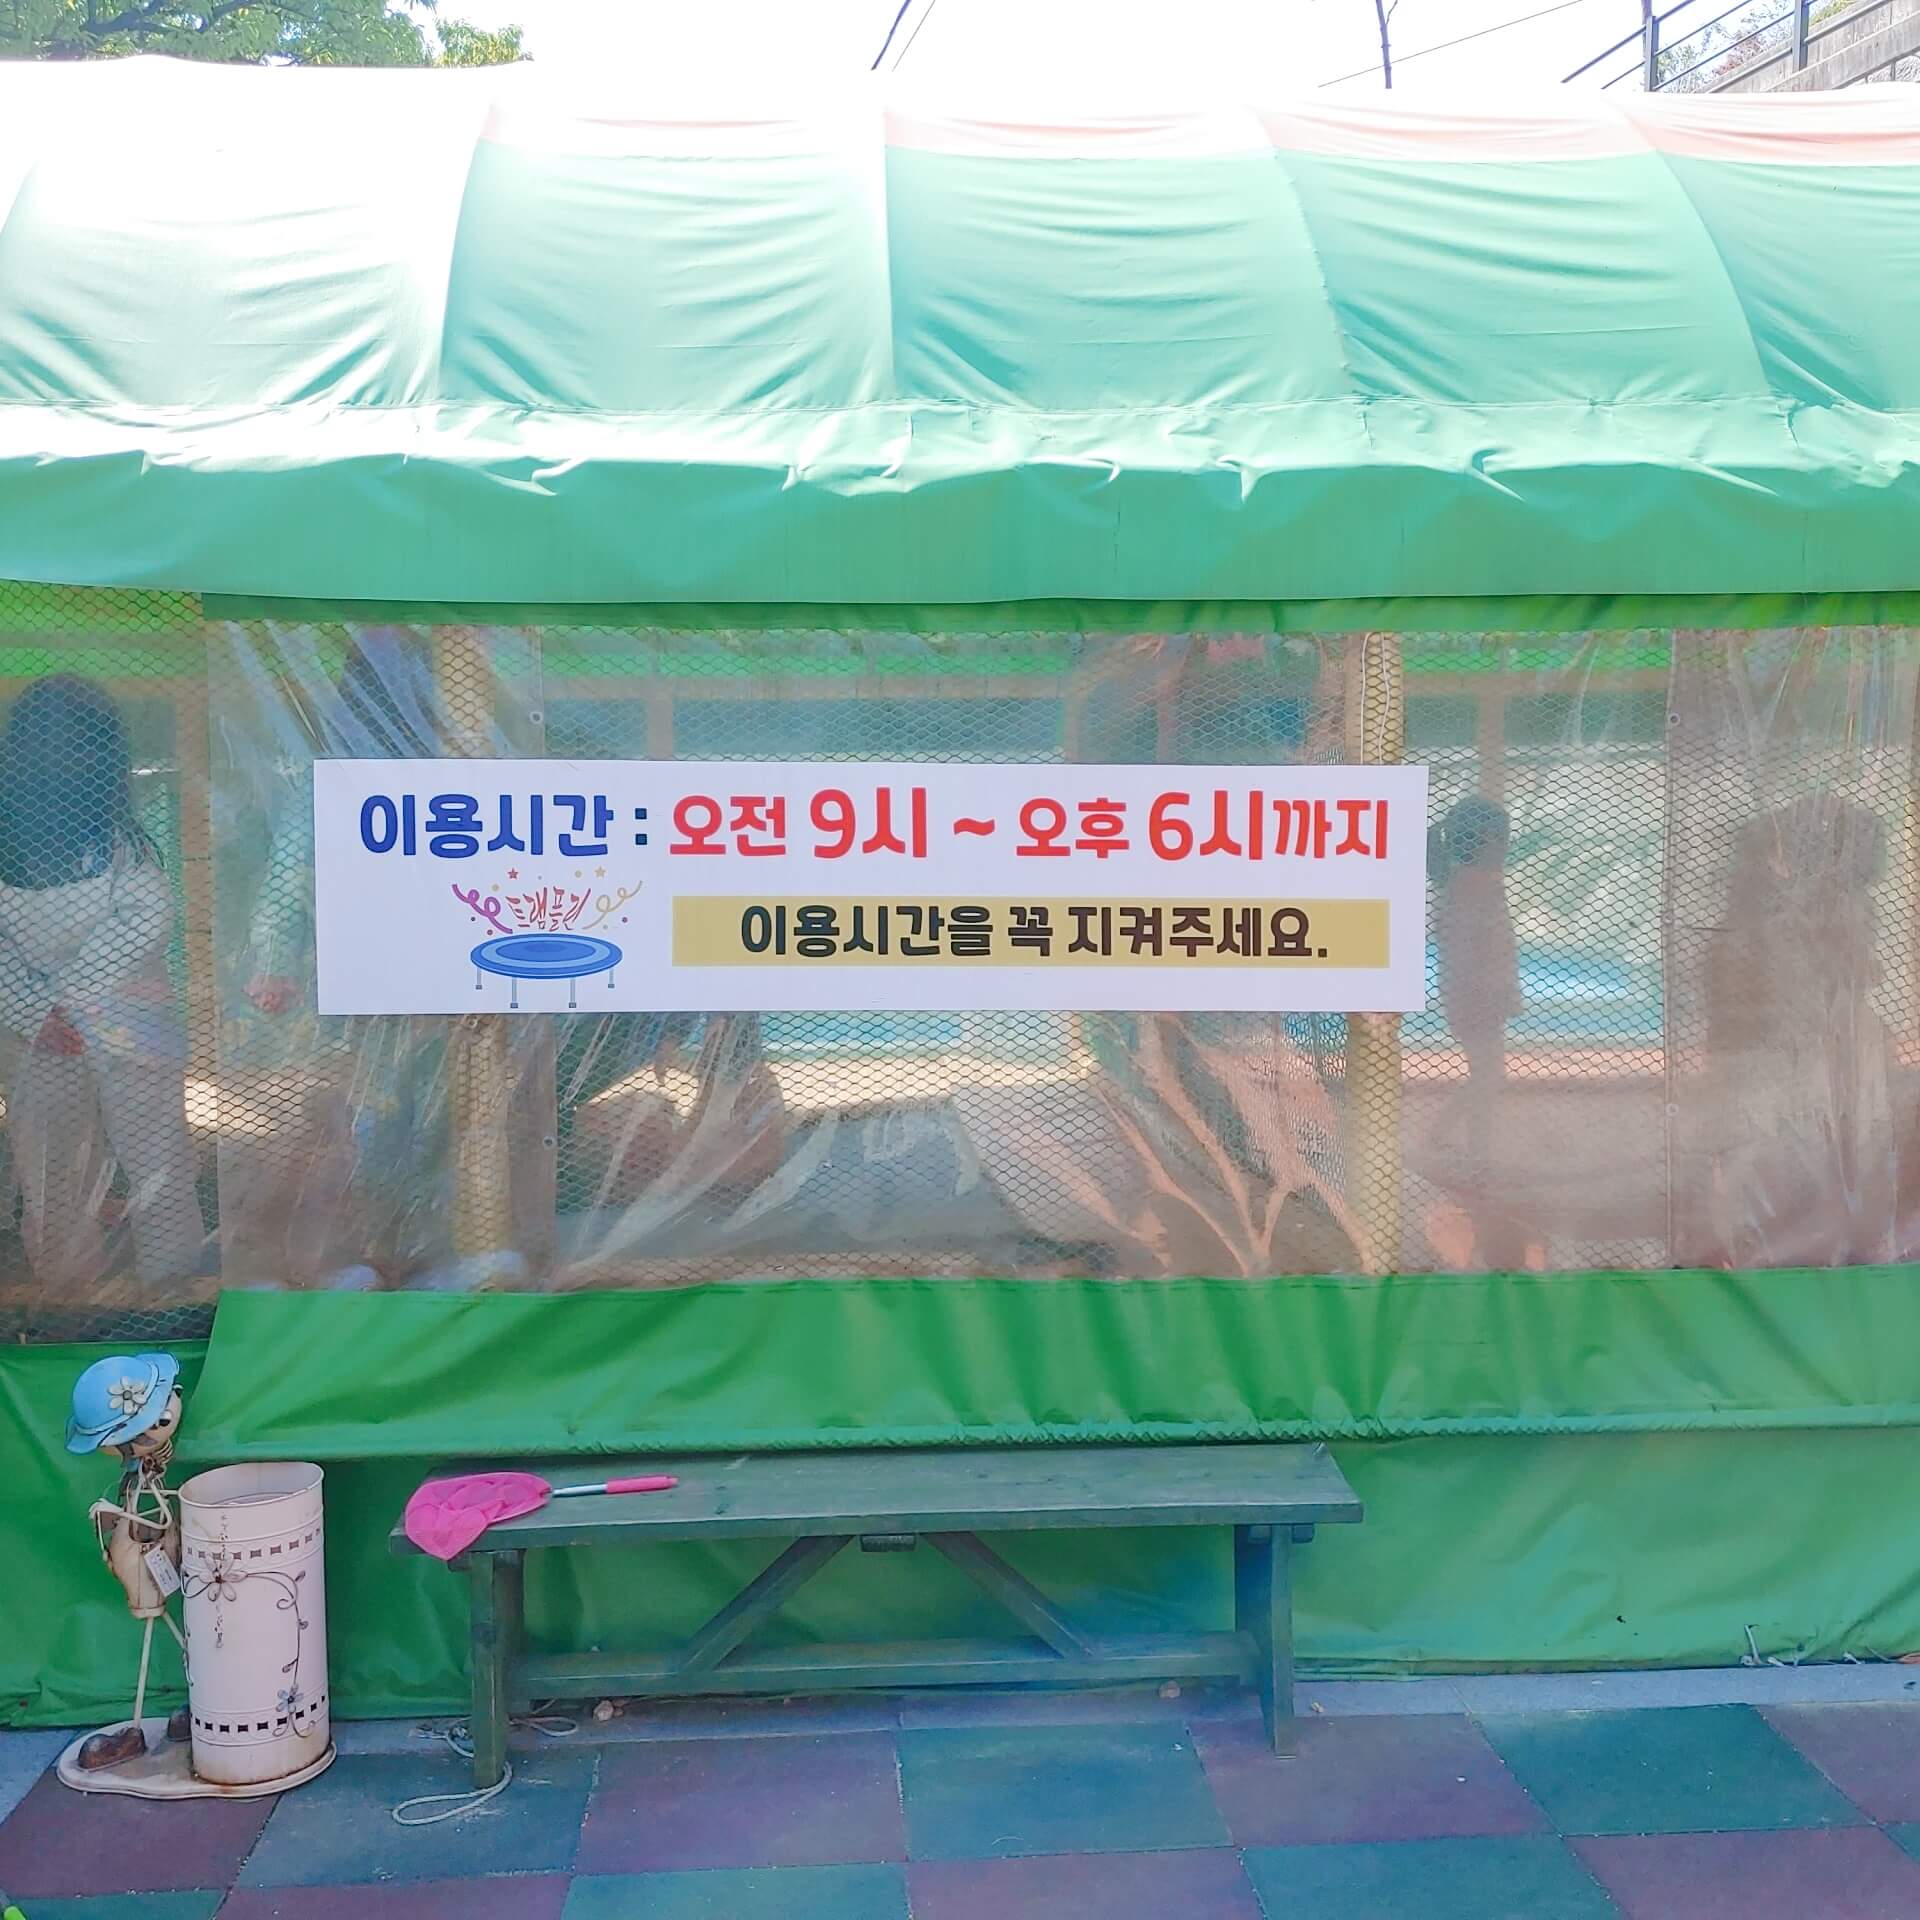 이용시간 : 오전 9시 ~ 오후 6시까지
트램플린
이용시간을 꼭 지켜주세요.